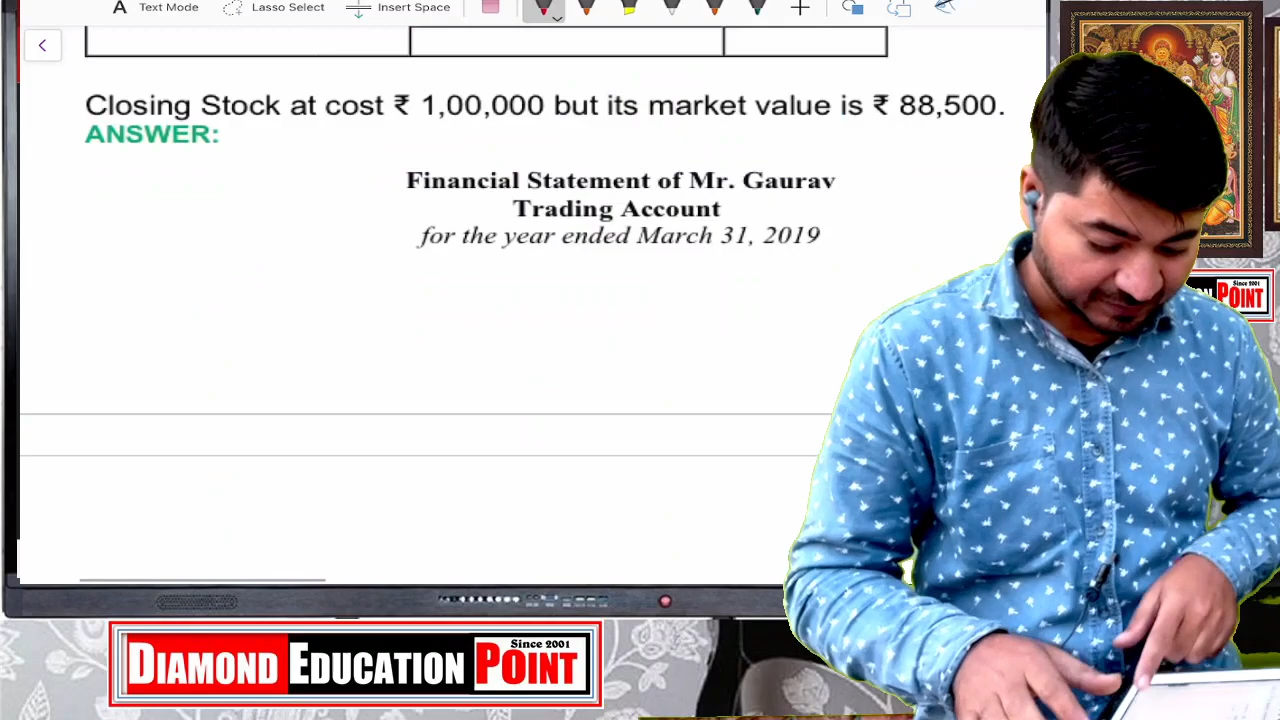 Text Mode
Lasso Select
Insert Space
Closing Stock at cost ₹ 1,00,000 but its market value is ₹ 88,500.
ANSWER:
Financial Statement of Mr. Gaurav
Trading Account
for the year ended March 31, 2019
Since 2001
POINT
Since 2001
DIAMOND EDUCATION POINT